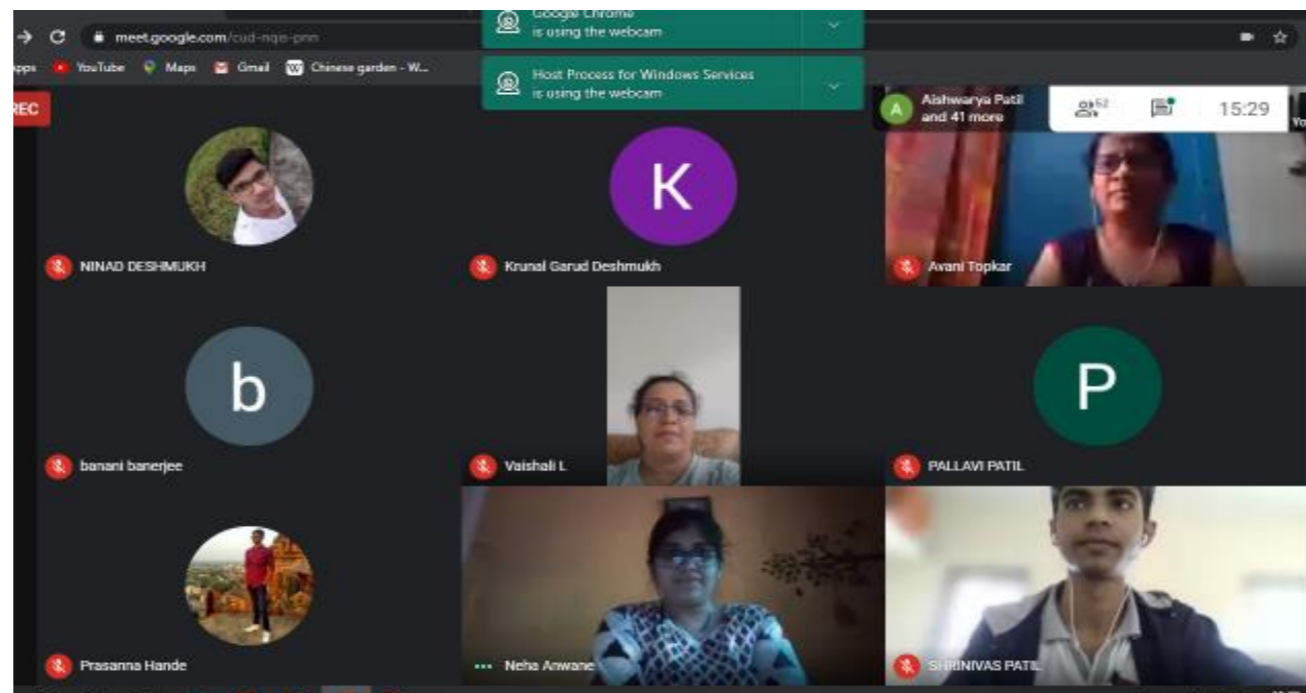 Google Chrome
is using the webcam
meet.google.com/cud-nqis-pnn
YouTube Maps Gmail W Chinese garden - W...
Host Process for Windows Services
is using the webcam
REC
A Aishwarya Patil
and 41 more
52
15:29
NINAD DESHMUKH
K
Krunal Garud Deshmukh
Avani Topkar
b
banani banerjee
Vaishali L
P
PALLAVI PATIL
Prasanna Hande
Neha Anwane
SHRINIVAS PATIL